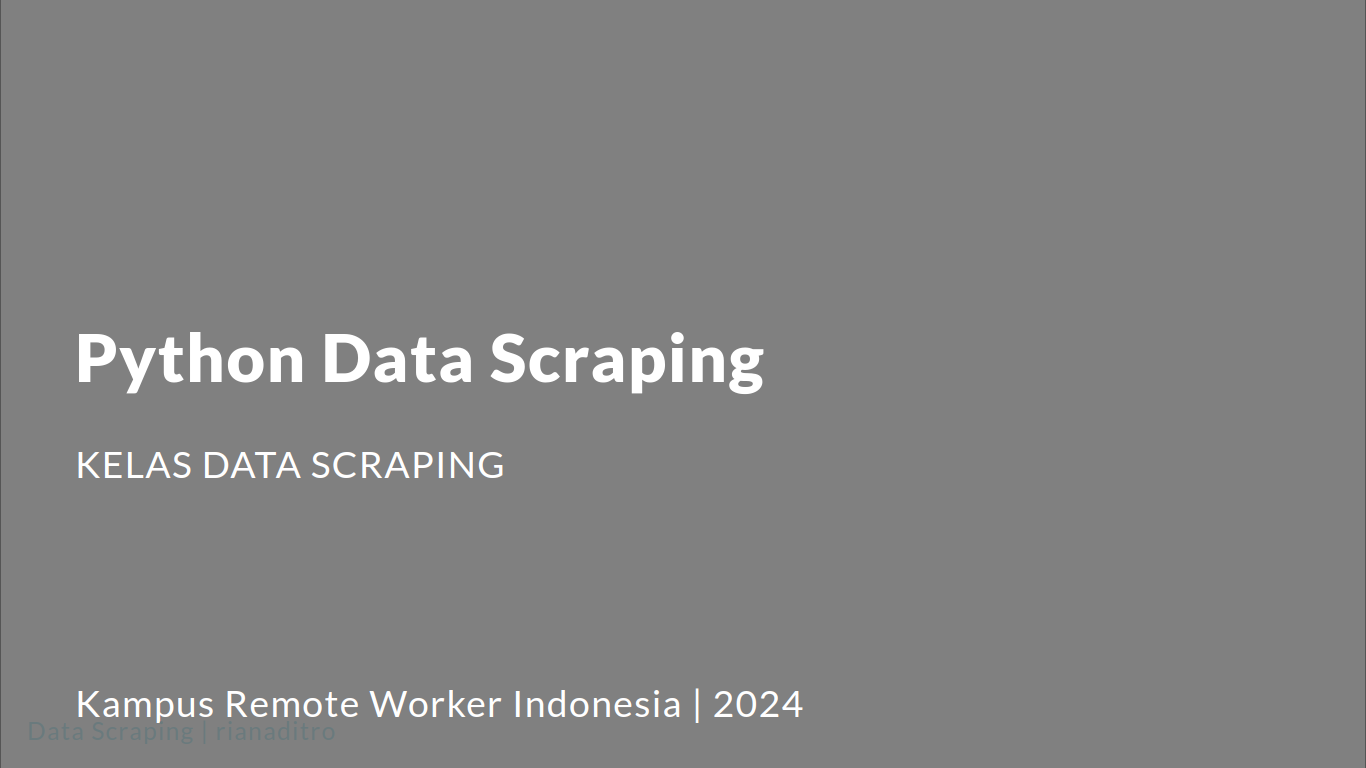 Python Data Scraping
KELAS DATA SCRAPING
Kampus Remote Worker Indonesia | 2024
Data Scraping | rianaditro